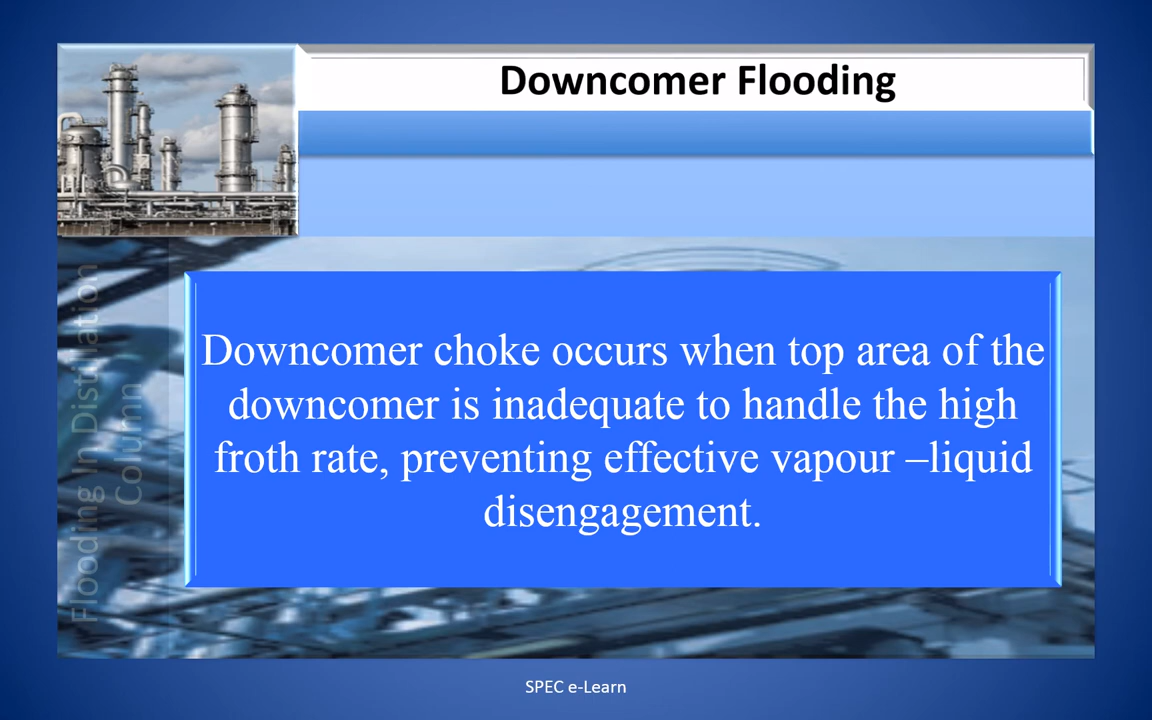 Downcomer Flooding
Flooding In Distillation
Column
Downcomer choke occurs when top area of the
downcomer is inadequate to handle the high
froth rate, preventing effective vapour –liquid
disengagement.
SPEC e-Learn